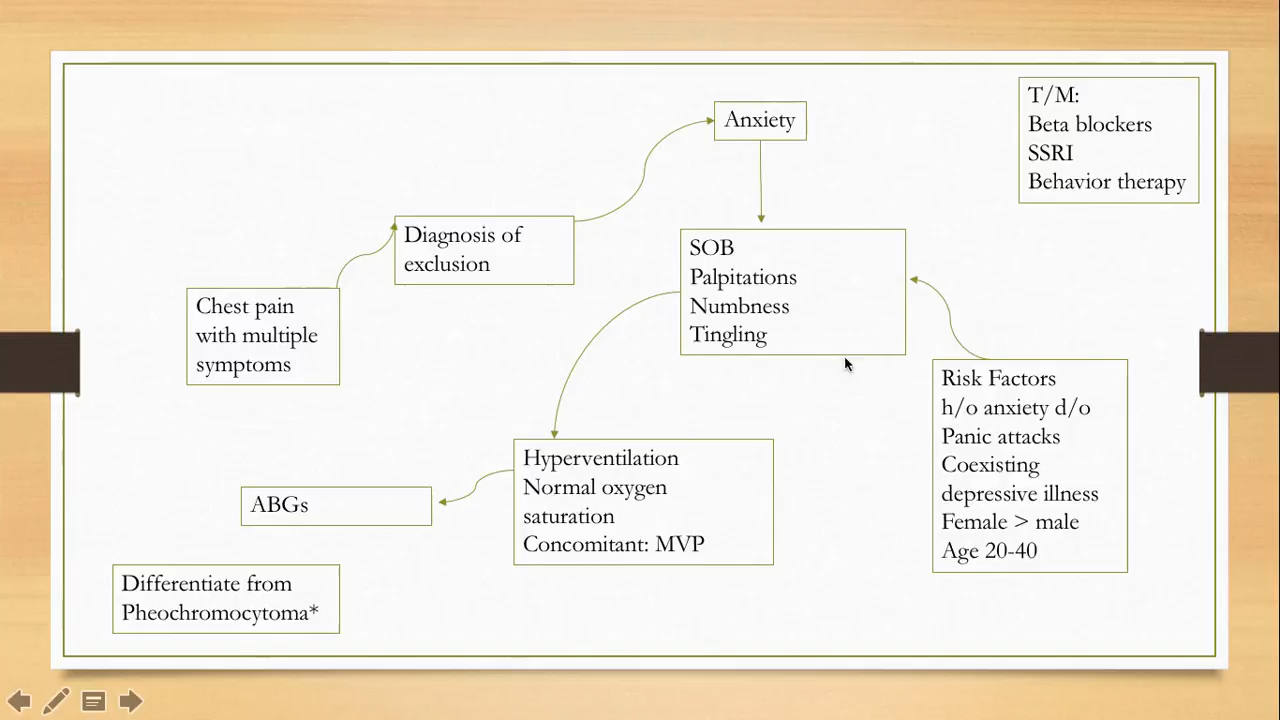 Anxiety
T/M:
Beta blockers
SSRI
Behavior therapy
Diagnosis of
exclusion
SOB
Palpitations
Numbness
Tingling
Chest pain
with multiple
symptoms
Risk Factors
h/o anxiety d/o
Panic attacks
Coexisting
depressive illness
Female > male
Age 20-40
Hyperventilation
Normal oxygen
saturation
Concomitant: MVP
ABGs
Differentiate from
Pheochromocytoma*